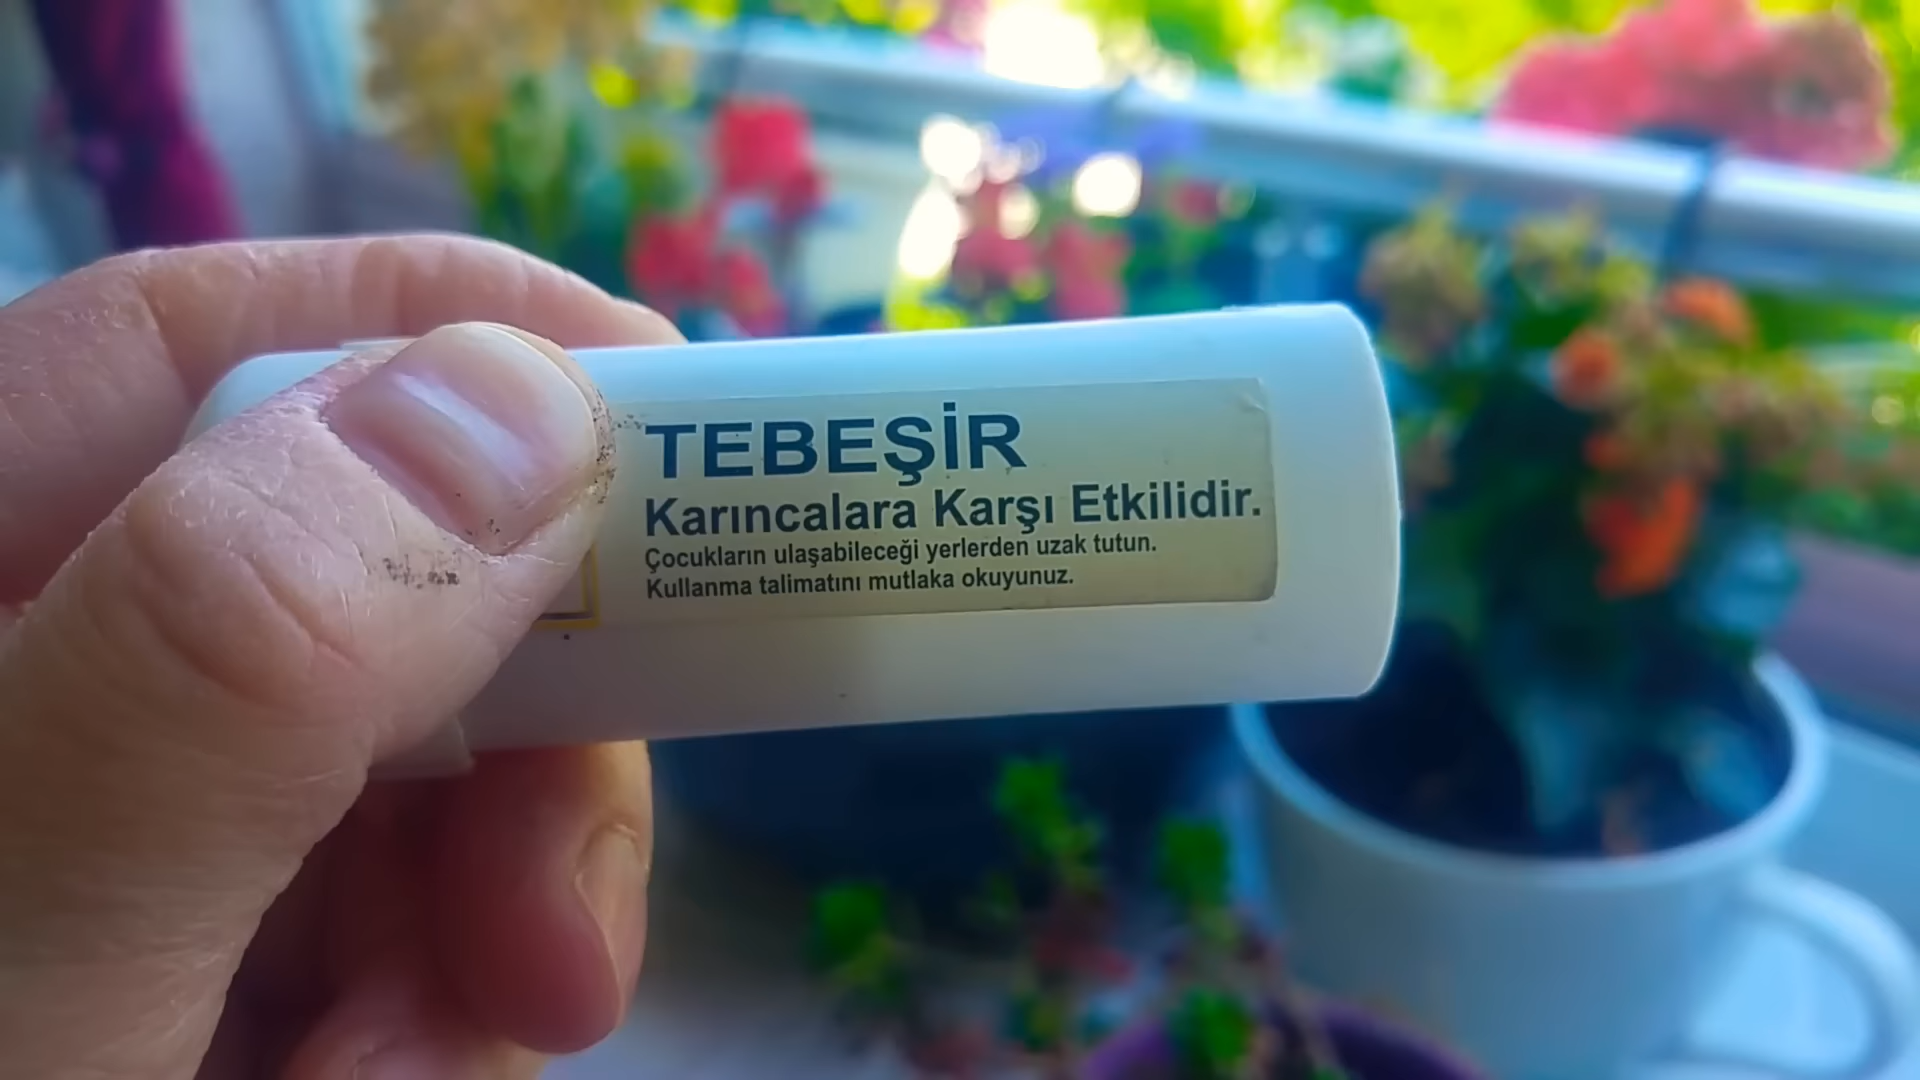 TEBEŞİR
Karıncalara Karşı Etkilidir.
Çocukların ulaşabileceği yerlerden uzak tutun.
Kullanma talimatını mutlaka okuyunuz.